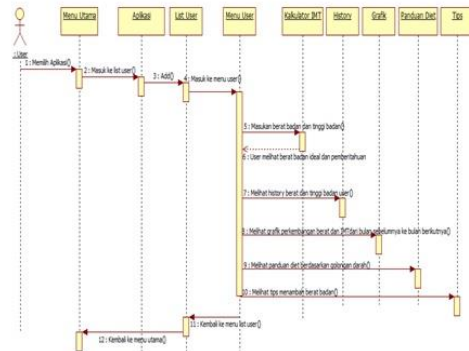 Menu Utama
Aplikasi
List User
Menu User
Kalkulator IMT
History
Grafik
Panduan Diet
Tips
: User
1 : Memilih Aplikasi()
2 : Masuk ke list user()
3 : Add()
4 : Masuk ke menu user()
5 : Masukan berat badan dan tinggi badan()
6 : User melihat berat badan ideal dan pemberitahuan
7 : Melihat history berat dan tinggi badan user()
8 : Melihat grafik perkembangan berat dan IMT dari bulan sebelumnya ke bulan berikutnya()
9 : Melihat panduan diet berdasarkan golongan darah()
10 : Melihat tips menambah berat badan()
11 : Kembali ke menu list user()
12 : Kembali ke menu utama()